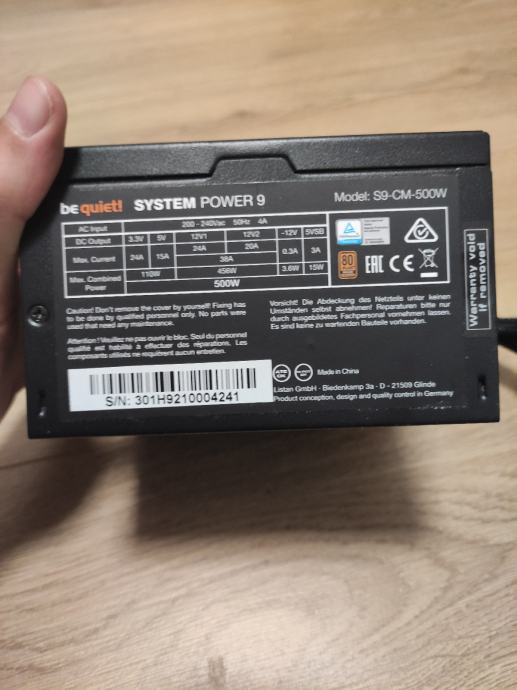 be quiet! SYSTEM POWER 9 Model: S9-CM-500W
AC Input 200 - 240Vac 50Hz 4A
DC Output 3.3V 5V 12V1 12V2 -12V 5VSB
Max. Current 24A 15A 24A 20A 0.3A 3A
38A
Max. Combined Power 110W 456W 3.6W 15W
500W
80
EAC CE
Warranty void
if removed
Caution! Don't remove the cover by yourself! Fixing has
to be done by qualified personnel only. No parts were
used that need any maintenance.
Attention! Veuillez ne pas ouvrir le bloc. Seul du personnel
qualifié est habilité à effectuer des réparations. Les
composants utilisés ne requièrent aucun entretien.
Vorsicht! Die Abdeckung des Netzteils unter keinen
Umständen selbst abnehmen! Reparaturen bitte nur
durch ausgebildetes Fachpersonal vornehmen lassen.
Es sind keine zu wartenden Bauteile vorhanden.
S/N: 301H9210004241
Made in China
Listan GmbH - Biedenkamp 3a - D - 21509 Glinde
Product conception, design and quality control in Germany